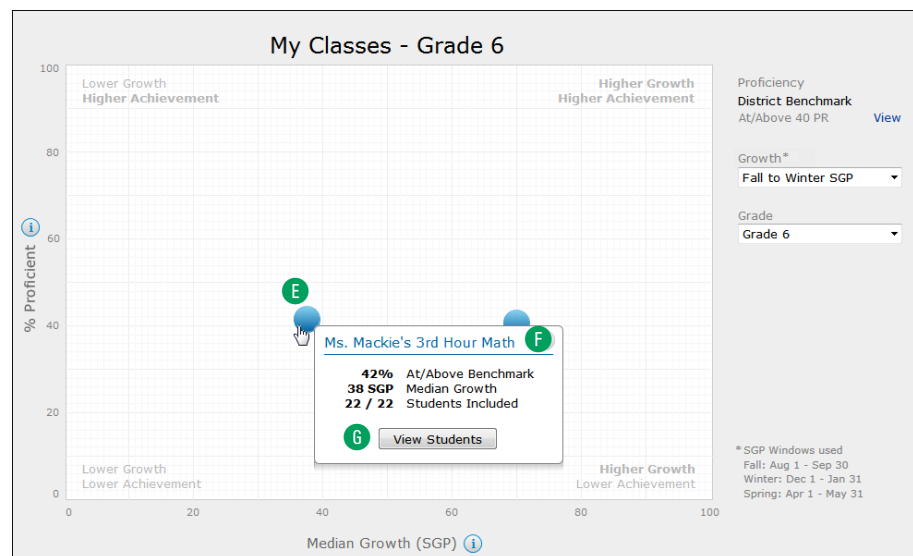 My Classes - Grade 6
100
80
60
40
20
0
% Proficient
i
Lower Growth
Higher Achievement
Higher Growth
Higher Achievement
E
Ms. Mackie's 3rd Hour Math
F
42% At/Above Benchmark
38 SGP Median Growth
22 / 22 Students Included
G
View Students
Lower Growth
Lower Achievement
Higher Growth
Lower Achievement
0 20 40 60 80 100
Median Growth (SGP) i
Proficiency
District Benchmark
At/Above 40 PR View
Growth*
Fall to Winter SGP
Grade
Grade 6
* SGP Windows used
Fall: Aug 1 - Sep 30
Winter: Dec 1 - Jan 31
Spring: Apr 1 - May 31